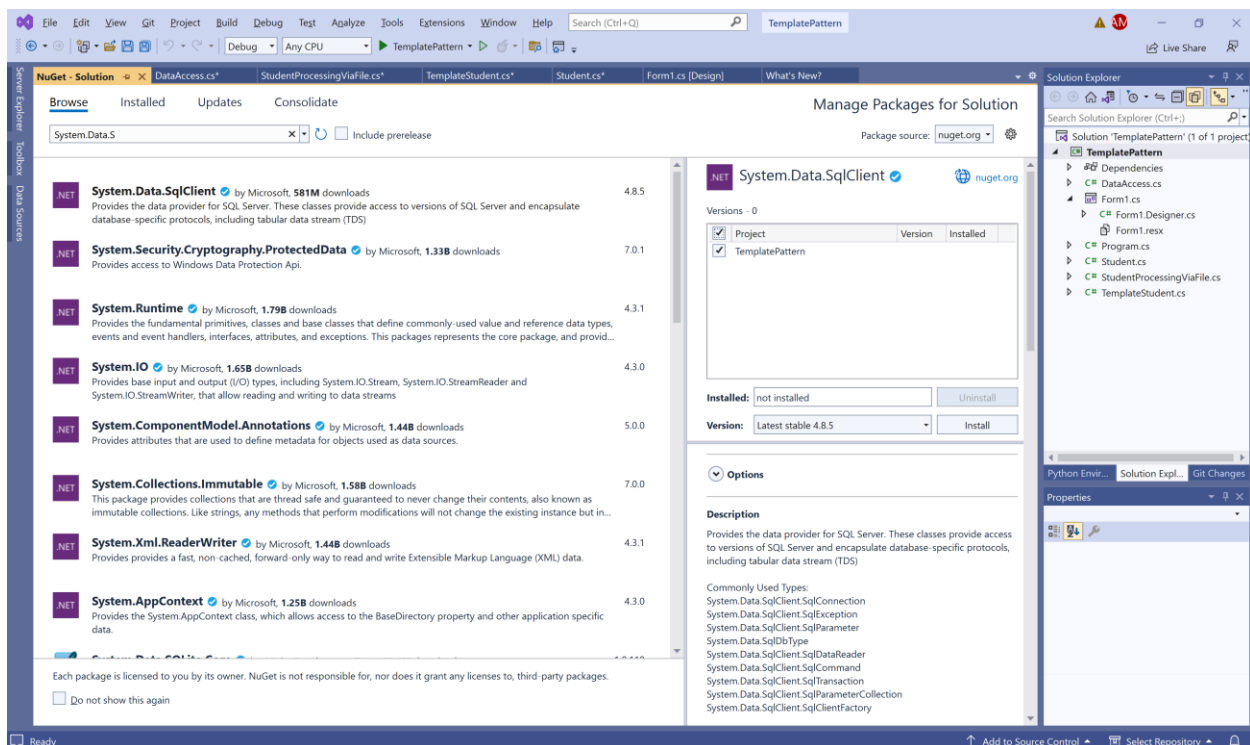 File Edit View Git Project Build Debug Test Analyze Tools Extensions Window Help Search (Ctrl+Q) TemplatePattern AM
Debug Any CPU TemplatePattern Live Share
NuGet - Solution DataAccess.cs* StudentProcessingViaFile.cs* TemplateStudent.cs* Student.cs* Form1.cs [Design] What's New?
Server Explorer
Toolbox
Data Sources
Browse Installed Updates Consolidate Manage Packages for Solution
System.Data.S Include prerelease Package source: nuget.org
.NET System.Data.SqlClient by Microsoft, 581M downloads 4.8.5
Provides the data provider for SQL Server. These classes provide access to versions of SQL Server and encapsulate
database-specific protocols, including tabular data stream (TDS)
.NET System.Security.Cryptography.ProtectedData by Microsoft, 1.33B downloads 7.0.1
Provides access to Windows Data Protection Api.
.NET System.Runtime by Microsoft, 1.79B downloads 4.3.1
Provides the fundamental primitives, classes and base classes that define commonly-used value and reference data types,
events and event handlers, interfaces, attributes, and exceptions. This packages represents the core package, and provid...
.NET System.IO by Microsoft, 1.65B downloads 4.3.0
Provides base input and output (I/O) types, including System.IO.Stream, System.IO.StreamReader and
System.IO.StreamWriter, that allow reading and writing to data streams
.NET System.ComponentModel.Annotations by Microsoft, 1.44B downloads 5.0.0
Provides attributes that are used to define metadata for objects used as data sources.
.NET System.Collections.Immutable by Microsoft, 1.58B downloads 7.0.0
This package provides collections that are thread safe and guaranteed to never change their contents, also known as
immutable collections. Like strings, any methods that perform modifications will not change the existing instance but in...
.NET System.Xml.ReaderWriter by Microsoft, 1.44B downloads 4.3.1
Provides provides a fast, non-cached, forward-only way to read and write Extensible Markup Language (XML) data.
.NET System.AppContext by Microsoft, 1.25B downloads 4.3.0
Provides the System.AppContext class, which allows access to the BaseDirectory property and other application specific
data.
Each package is licensed to you by its owner. NuGet is not responsible for, nor does it grant any licenses to, third-party packages.
Do not show this again
.NET System.Data.SqlClient nuget.org
Versions - 0
Project Version Installed
TemplatePattern
Installed: not installed Uninstall
Version: Latest stable 4.8.5 Install
Options
Description
Provides the data provider for SQL Server. These classes provide access
to versions of SQL Server and encapsulate database-specific protocols,
including tabular data stream (TDS)
Commonly Used Types:
System.Data.SqlClient.SqlConnection
System.Data.SqlClient.SqlException
System.Data.SqlClient.SqlParameter
System.Data.SqlDbType
System.Data.SqlClient.SqlDataReader
System.Data.SqlClient.SqlCommand
System.Data.SqlClient.SqlTransaction
System.Data.SqlClient.SqlParameterCollection
System.Data.SqlClient.SqlClientFactory
Solution Explorer
Search Solution Explorer (Ctrl+;)
Solution 'TemplatePattern' (1 of 1 project
C# TemplatePattern
Dependencies
C# DataAccess.cs
Form1.cs
C# Form1.Designer.cs
Form1.resx
C# Program.cs
C# Student.cs
C# StudentProcessingViaFile.cs
C# TemplateStudent.cs
Python Envir... Solution Expl... Git Changes
Properties
Ready Add to Source Control Select Repository